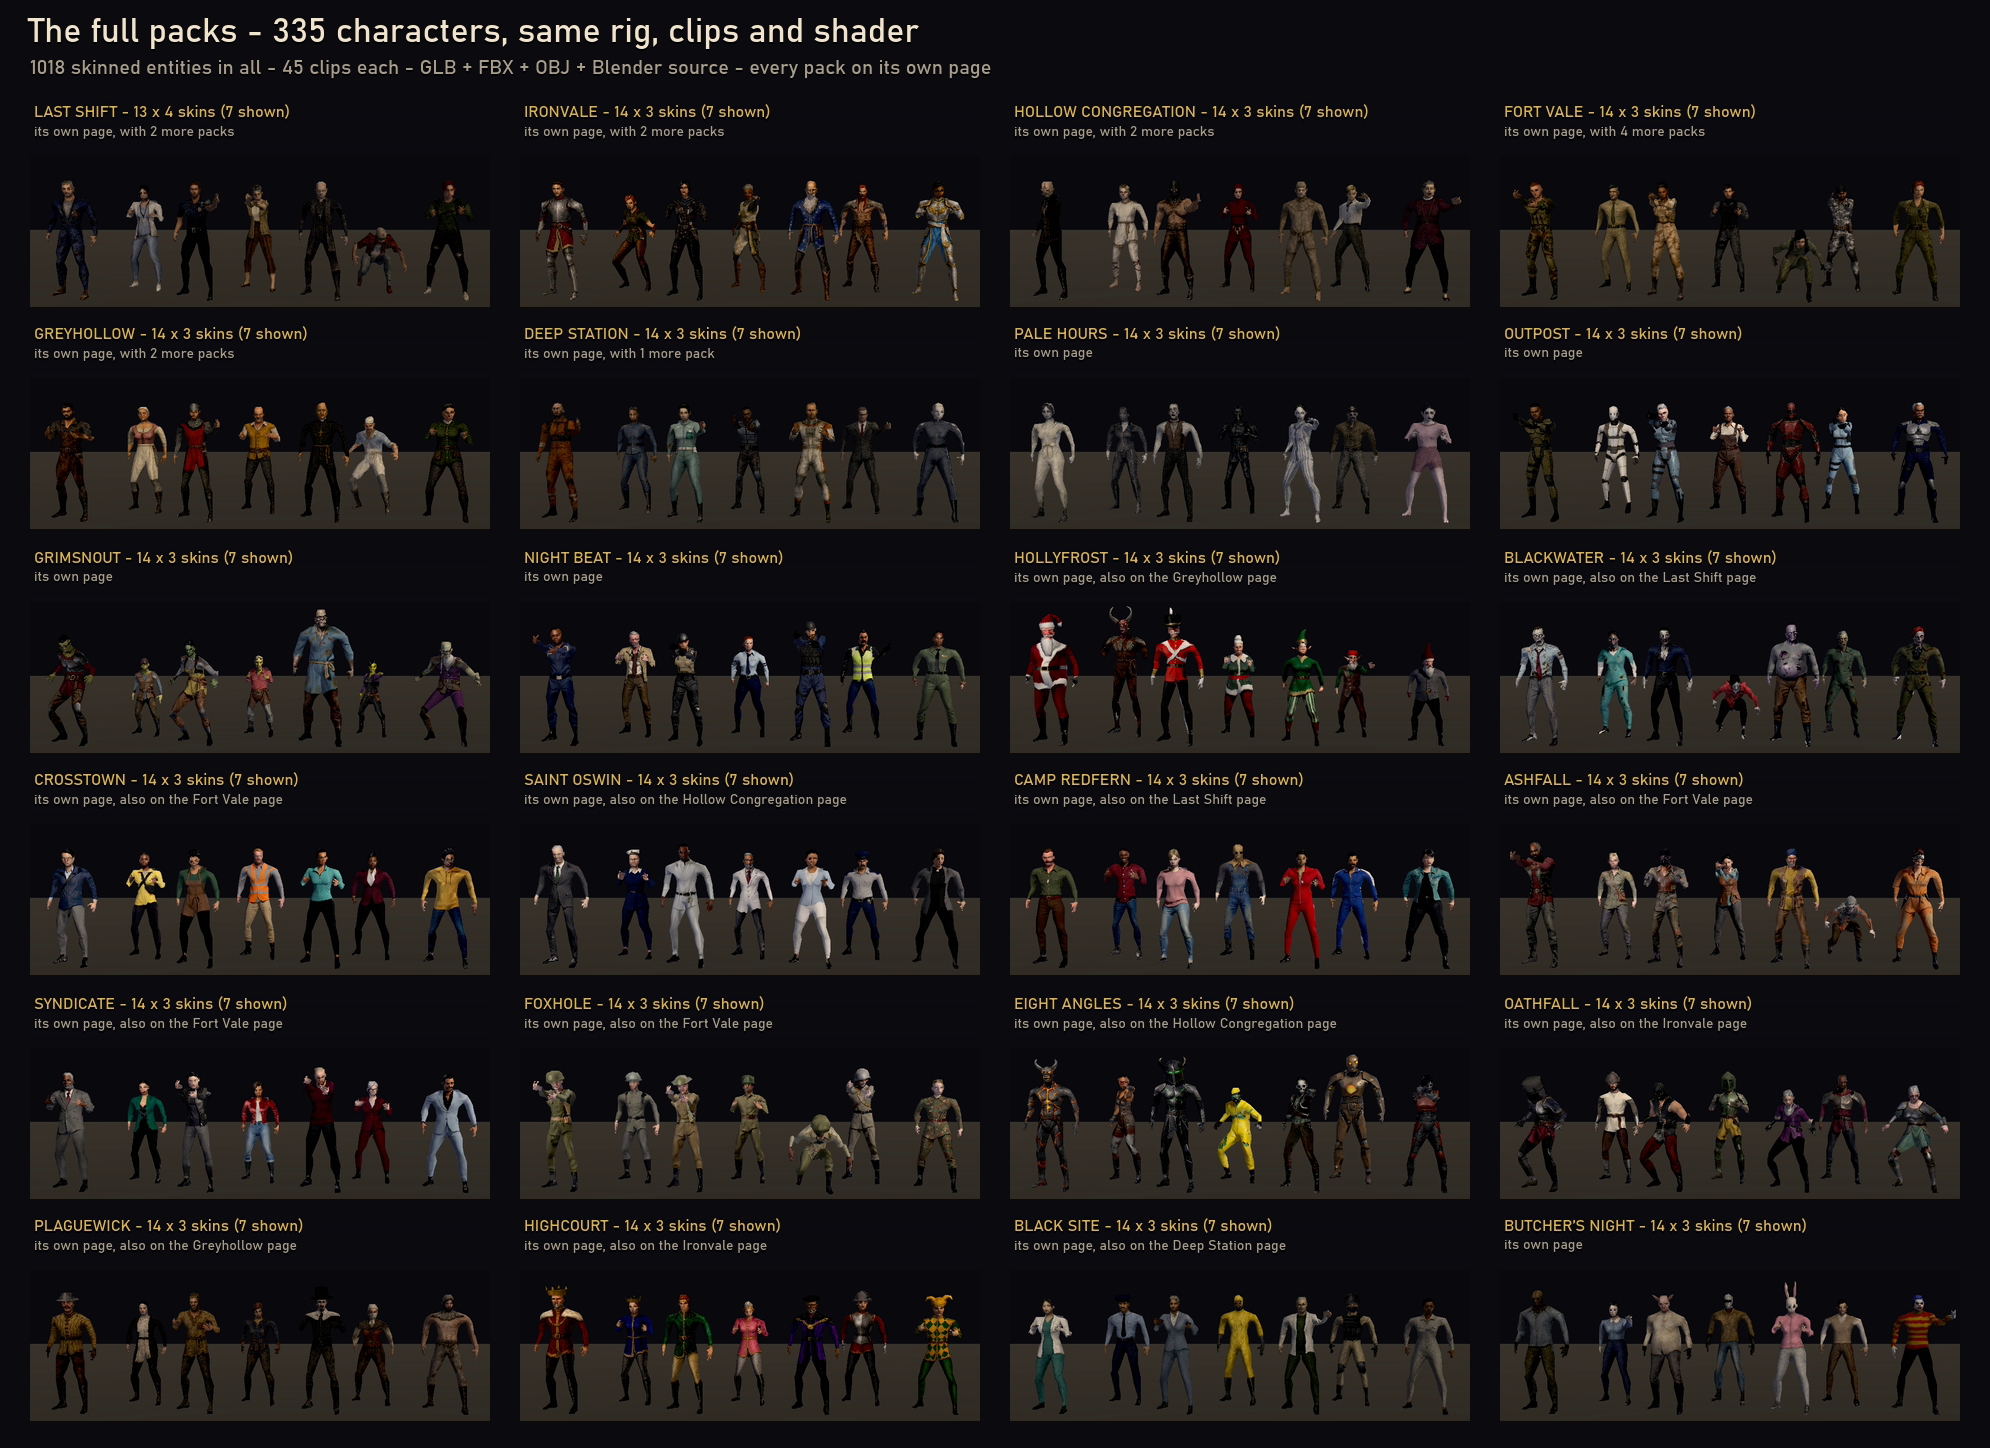 The full packs - 335 characters, same rig, clips and shader
1018 skinned entities in all - 45 clips each - GLB + FBX + OBJ + Blender source - every pack on its own page
LAST SHIFT - 13 x 4 skins (7 shown)
its own page, with 2 more packs
IRONVALE - 14 x 3 skins (7 shown)
its own page, with 2 more packs
HOLLOW CONGREGATION - 14 x 3 skins (7 shown)
its own page, with 2 more packs
FORT VALE - 14 x 3 skins (7 shown)
its own page, with 4 more packs
GREYHOLLOW - 14 x 3 skins (7 shown)
its own page, with 2 more packs
DEEP STATION - 14 x 3 skins (7 shown)
its own page, with 1 more pack
PALE HOURS - 14 x 3 skins (7 shown)
its own page
OUTPOST - 14 x 3 skins (7 shown)
its own page
GRIMSNOUT - 14 x 3 skins (7 shown)
its own page
NIGHT BEAT - 14 x 3 skins (7 shown)
its own page
HOLLYFROST - 14 x 3 skins (7 shown)
its own page, also on the Greyhollow page
BLACKWATER - 14 x 3 skins (7 shown)
its own page, also on the Last Shift page
CROSSTOWN - 14 x 3 skins (7 shown)
its own page, also on the Fort Vale page
SAINT OSWIN - 14 x 3 skins (7 shown)
its own page, also on the Hollow Congregation page
CAMP REDFERN - 14 x 3 skins (7 shown)
its own page, also on the Last Shift page
ASHFALL - 14 x 3 skins (7 shown)
its own page, also on the Fort Vale page
SYNDICATE - 14 x 3 skins (7 shown)
its own page, also on the Fort Vale page
FOXHOLE - 14 x 3 skins (7 shown)
its own page, also on the Fort Vale page
EIGHT ANGLES - 14 x 3 skins (7 shown)
its own page, also on the Hollow Congregation page
OATHFALL - 14 x 3 skins (7 shown)
its own page, also on the Ironvale page
PLAGUEWICK - 14 x 3 skins (7 shown)
its own page, also on the Greyhollow page
HIGHCOURT - 14 x 3 skins (7 shown)
its own page, also on the Ironvale page
BLACK SITE - 14 x 3 skins (7 shown)
its own page, also on the Deep Station page
BUTCHER'S NIGHT - 14 x 3 skins (7 shown)
its own page